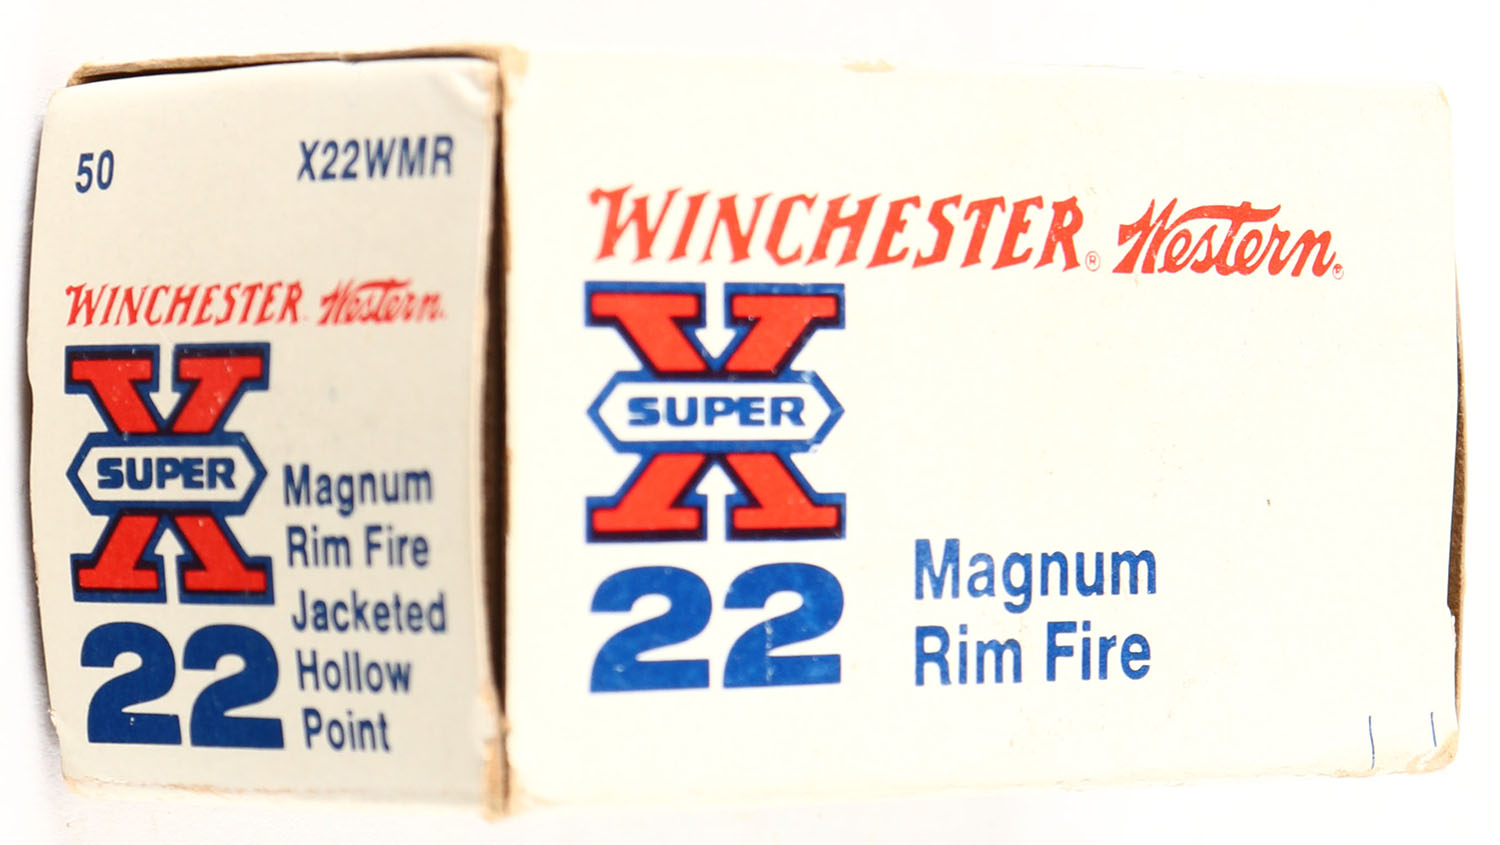 50 X22WMR
WINCHESTER Western
X
SUPER
22
Magnum
Rim Fire
Jacketed
Hollow
Point
WINCHESTER® Western®
X
SUPER
22
Magnum
Rim Fire